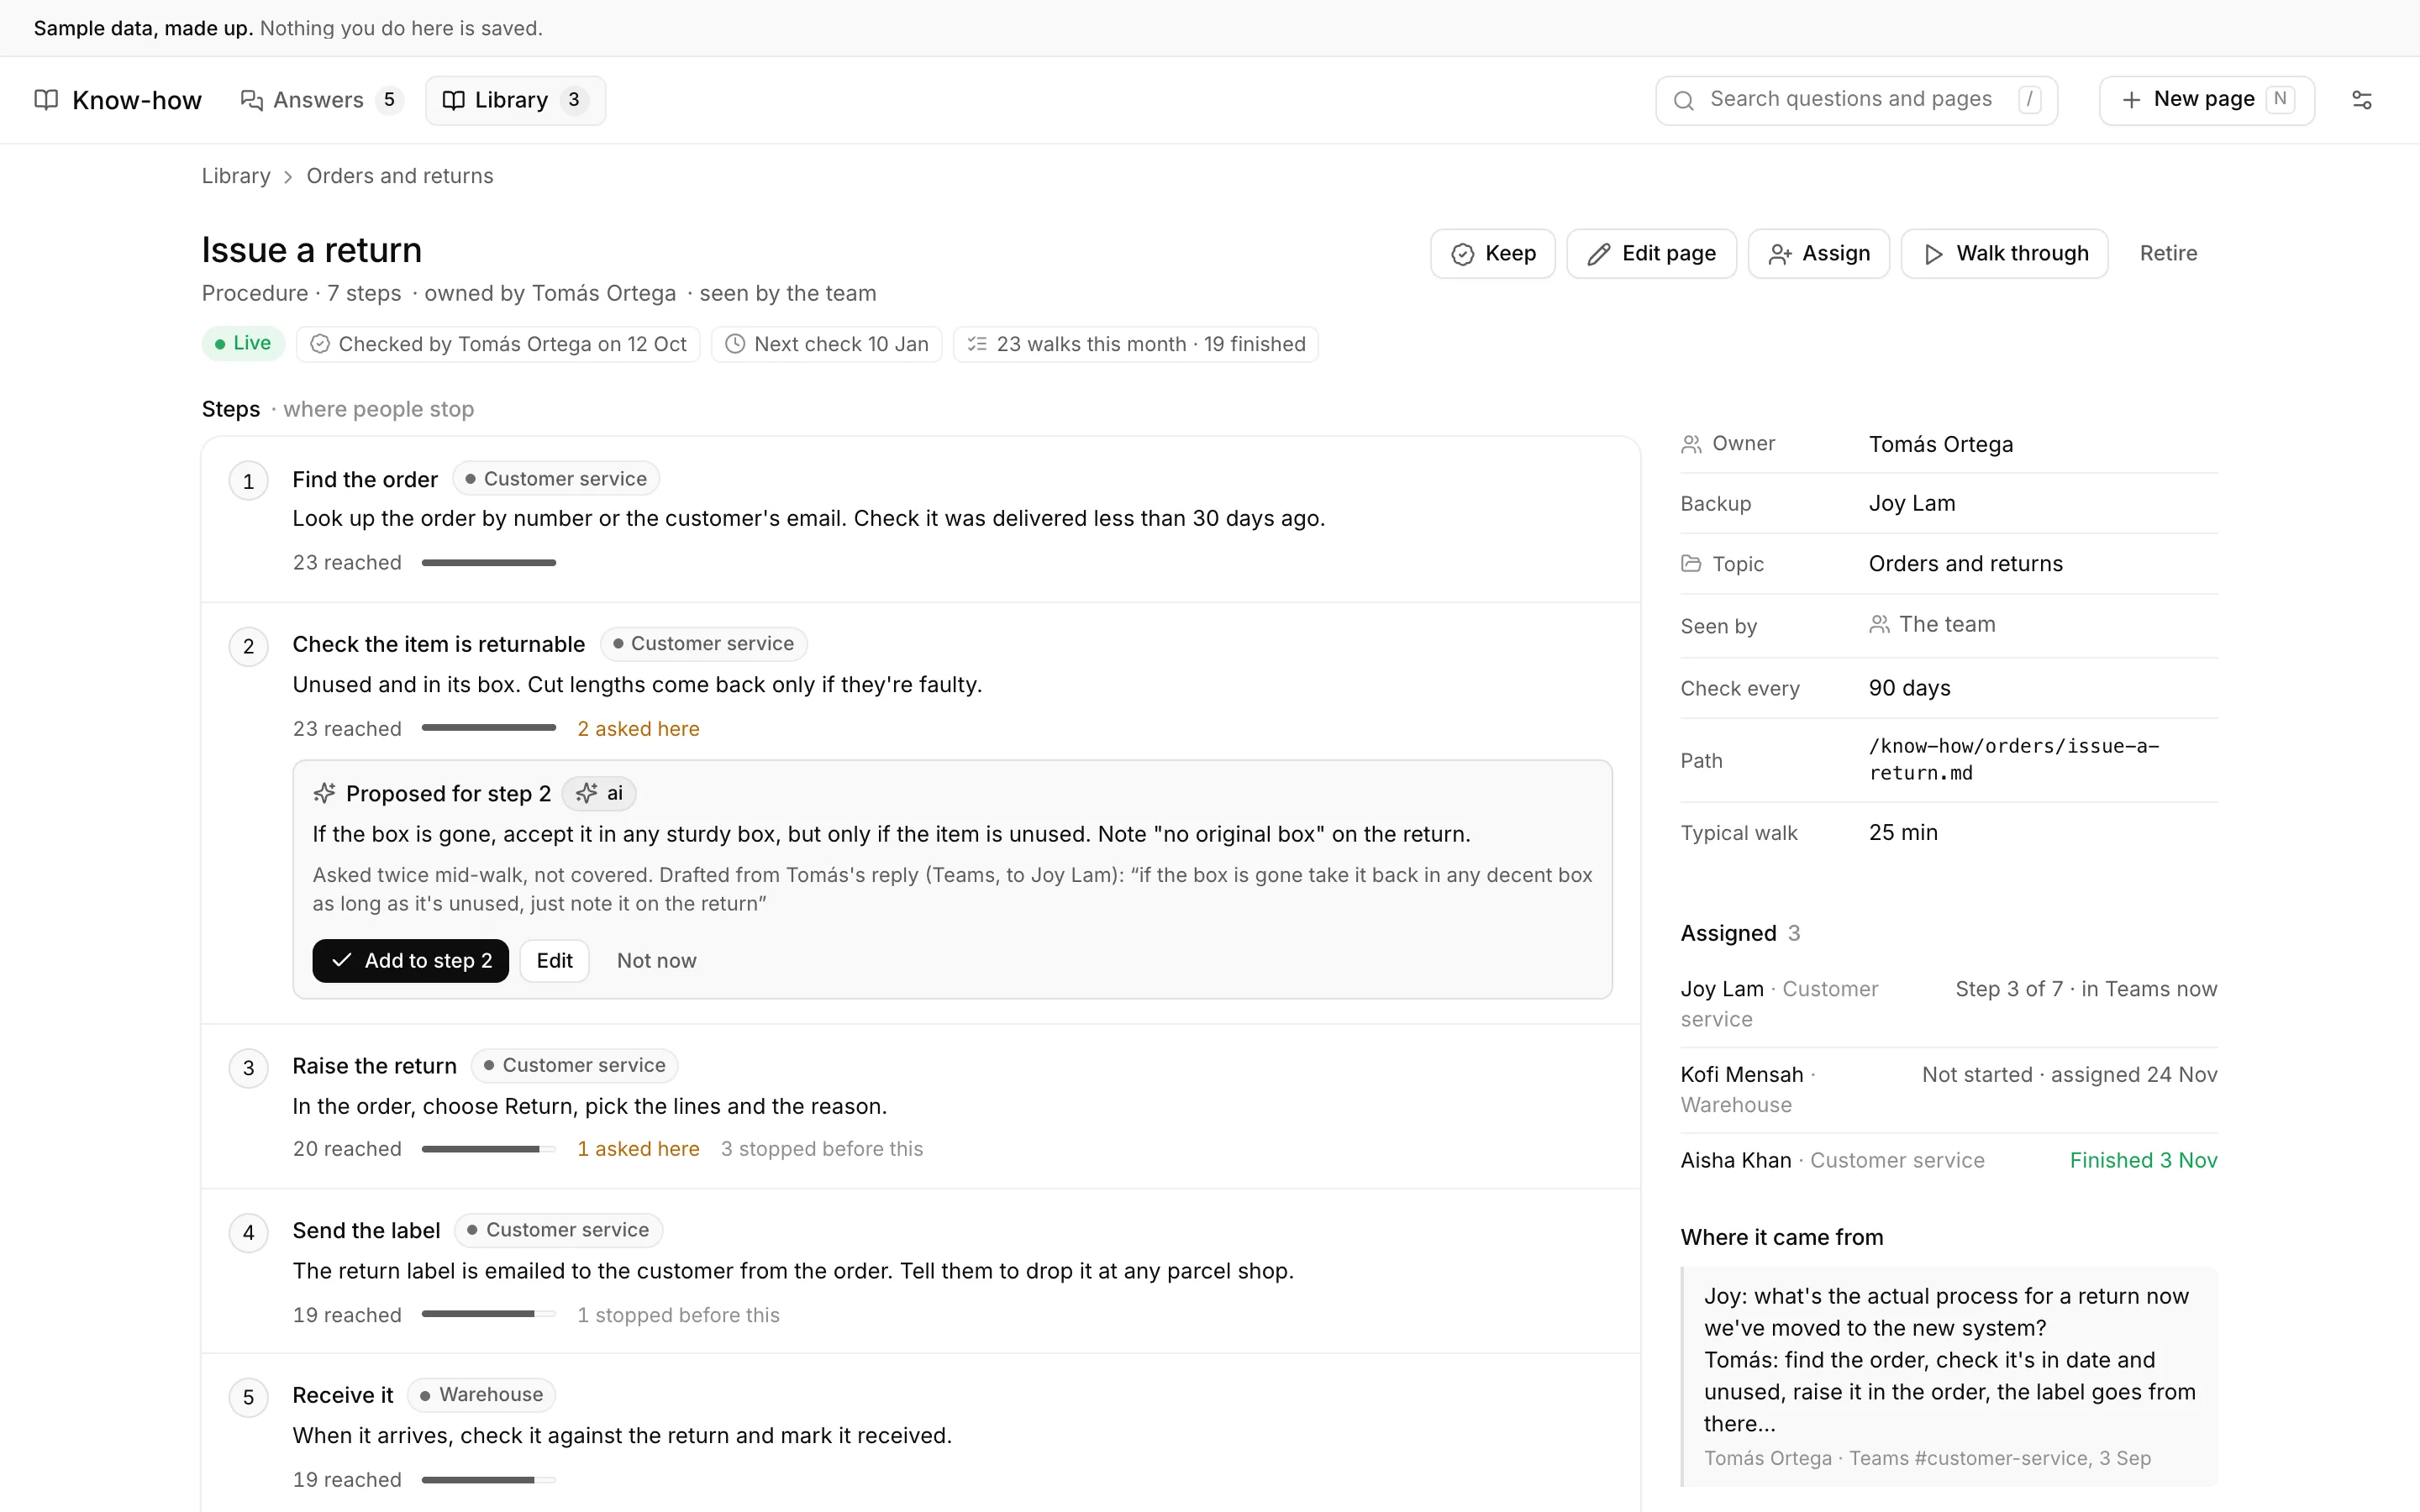 Sample data, made up. Nothing you do here is saved.
Know-how
Answers 5
Library 3
Search questions and pages /
New page N
Library > Orders and returns
Issue a return
Keep
Edit page
Assign
Walk through
Retire
Procedure · 7 steps · owned by Tomás Ortega · seen by the team
Live
Checked by Tomás Ortega on 12 Oct
Next check 10 Jan
23 walks this month · 19 finished
Steps · where people stop
1
Find the order
Customer service
Look up the order by number or the customer's email. Check it was delivered less than 30 days ago.
23 reached
2
Check the item is returnable
Customer service
Unused and in its box. Cut lengths come back only if they're faulty.
23 reached
2 asked here
Proposed for step 2
ai
If the box is gone, accept it in any sturdy box, but only if the item is unused. Note "no original box" on the return.
Asked twice mid-walk, not covered. Drafted from Tomás's reply (Teams, to Joy Lam): “if the box is gone take it back in any decent box
as long as it's unused, just note it on the return”
Add to step 2
Edit
Not now
3
Raise the return
Customer service
In the order, choose Return, pick the lines and the reason.
20 reached
1 asked here
3 stopped before this
4
Send the label
Customer service
The return label is emailed to the customer from the order. Tell them to drop it at any parcel shop.
19 reached
1 stopped before this
5
Receive it
Warehouse
When it arrives, check it against the return and mark it received.
19 reached
Owner
Tomás Ortega
Backup
Joy Lam
Topic
Orders and returns
Seen by
The team
Check every
90 days
Path
/know-how/orders/issue-a-
return.md
Typical walk
25 min
Assigned 3
Joy Lam · Customer
service
Step 3 of 7 · in Teams now
Kofi Mensah ·
Warehouse
Not started · assigned 24 Nov
Aisha Khan · Customer service
Finished 3 Nov
Where it came from
Joy: what's the actual process for a return now
we've moved to the new system?
Tomás: find the order, check it's in date and
unused, raise it in the order, the label goes from
there...
Tomás Ortega · Teams #customer-service, 3 Sep